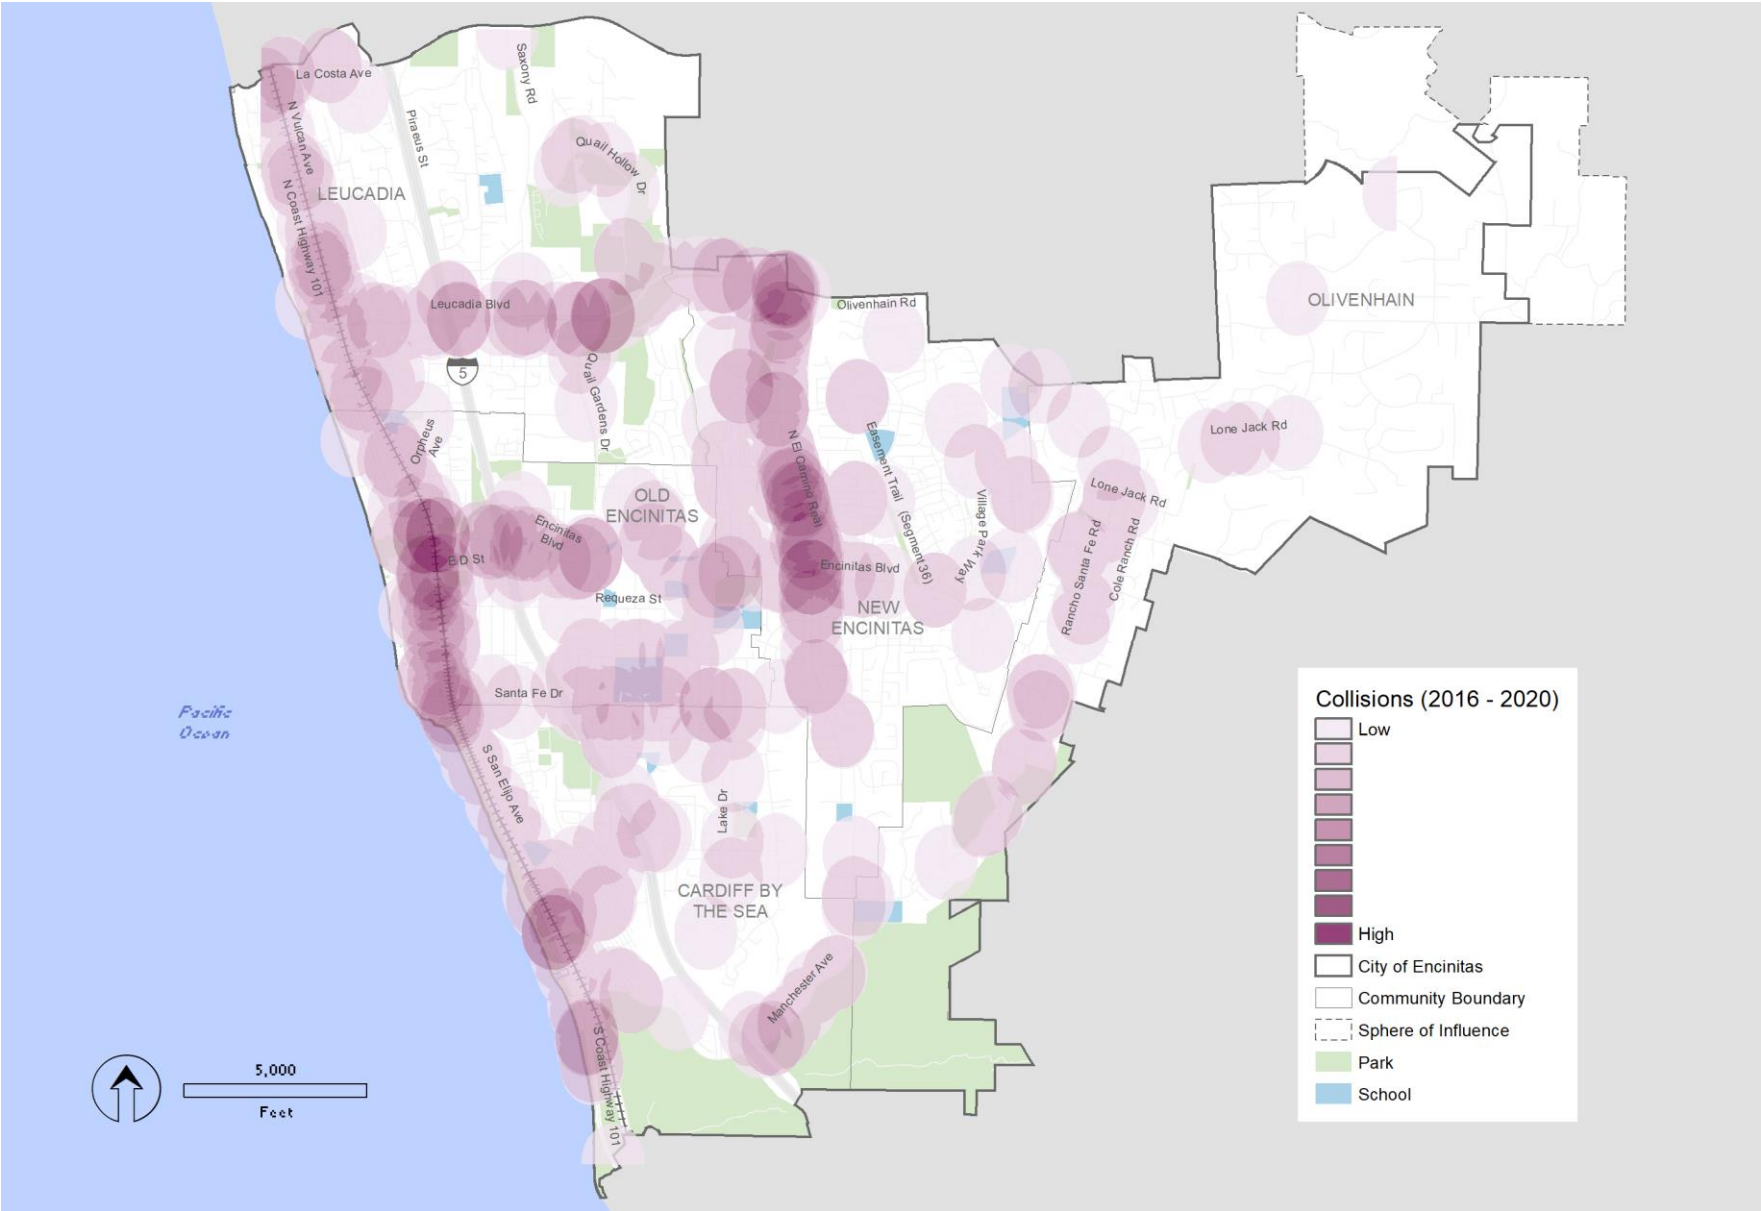 La Costa Ave
Saxony Rd
N Vulcan Ave
Piraeus St
Quail Hollow Dr
LEUCADIA
N Coast Highway 101
Leucadia Blvd
Olivenhain Rd
OLIVENHAIN
5
Quail Gardens Dr
Orpheus
Ave
N El Camino Real
Easement Trail (Segment 36)
Lone Jack Rd
Lone Jack Rd
Village Park Way
OLD
ENCINITAS
Encinitas
Blvd
E D St
Encinitas Blvd
Rancho Santa Fe Rd
Cole Ranch Rd
Requeza St
NEW
ENCINITAS
Santa Fe Dr
Pacific
Ocean
S San Elijo Ave
Lake Dr
CARDIFF BY
THE SEA
Manchester Ave
S Coast Highway 101
5,000
Feet
Collisions (2016 - 2020)
Low
High
City of Encinitas
Community Boundary
Sphere of Influence
Park
School